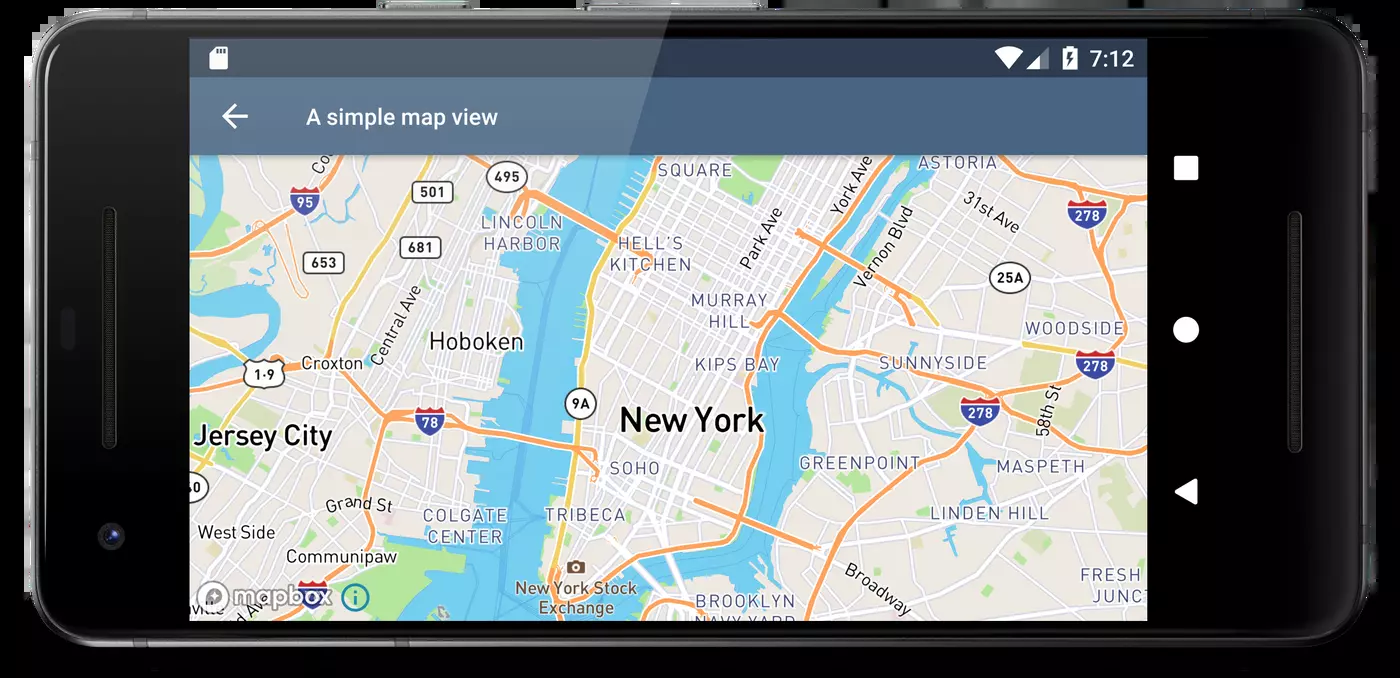 7:12
A simple map view
SQUARE
ASTORIA
York Ave
495
501
95
31st Ave
278
LINCOLN
HARBOR
Park Ave
Vernon Blvd
HELL'S
KITCHEN
681
653
25A
MURRAY
HILL
Central Ave
WOODSIDE
Hoboken
Croxton
KIPS BAY
SUNNYSIDE
278
1·9
9A
278
58th St
New York
78
Jersey City
SOHO
GREENPOINT
MASPETH
Grand St
COLGATE
CENTER
TRIBECA
LINDEN HILL
West Side
Communipaw
New York Stock
Exchange
Broadway
FRESH
mapbox
BROOKLYN
NAVY YARD